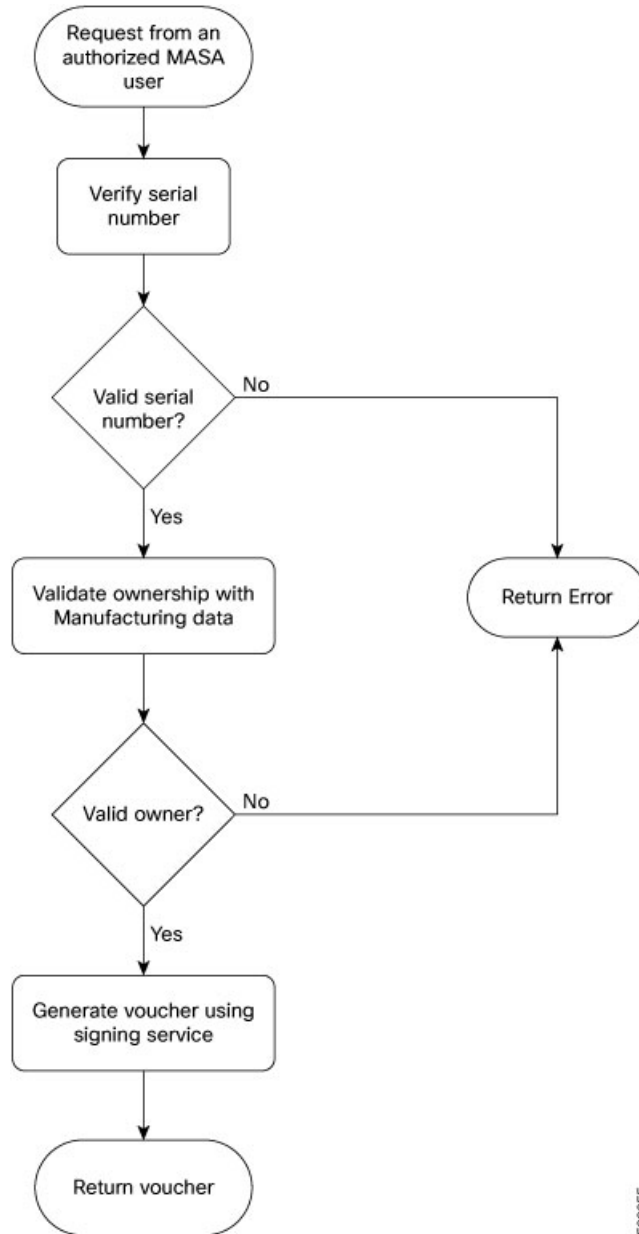 Request from an
authorized MASA
user
Verify serial
number
Valid serial
number?
No
Yes
Validate ownership with
Manufacturing data
Return Error
Valid owner?
No
Yes
Generate voucher using
signing service
Return voucher